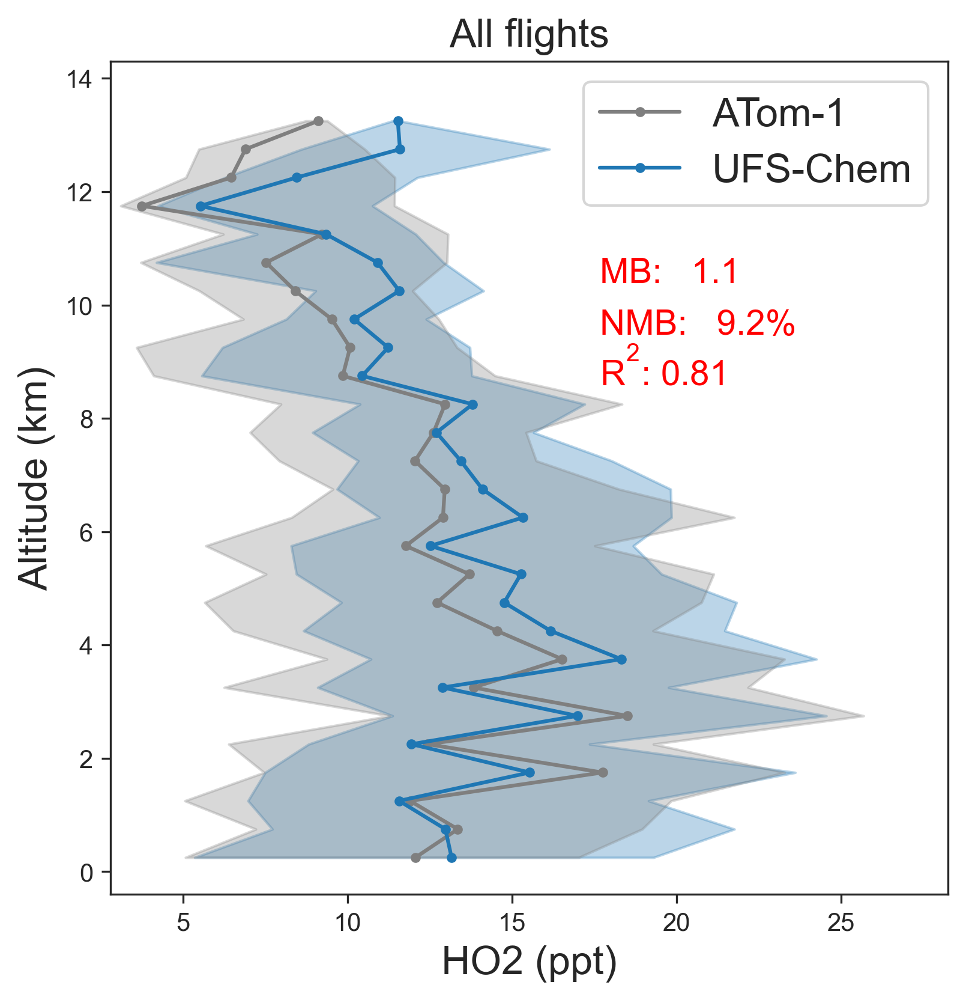 All flights
ATom-1
UFS-Chem
MB: 1.1
NMB: 9.2%
R²: 0.81
Altitude (km)
14
12
10
8
6
4
2
0
5 10 15 20 25
HO2 (ppt)